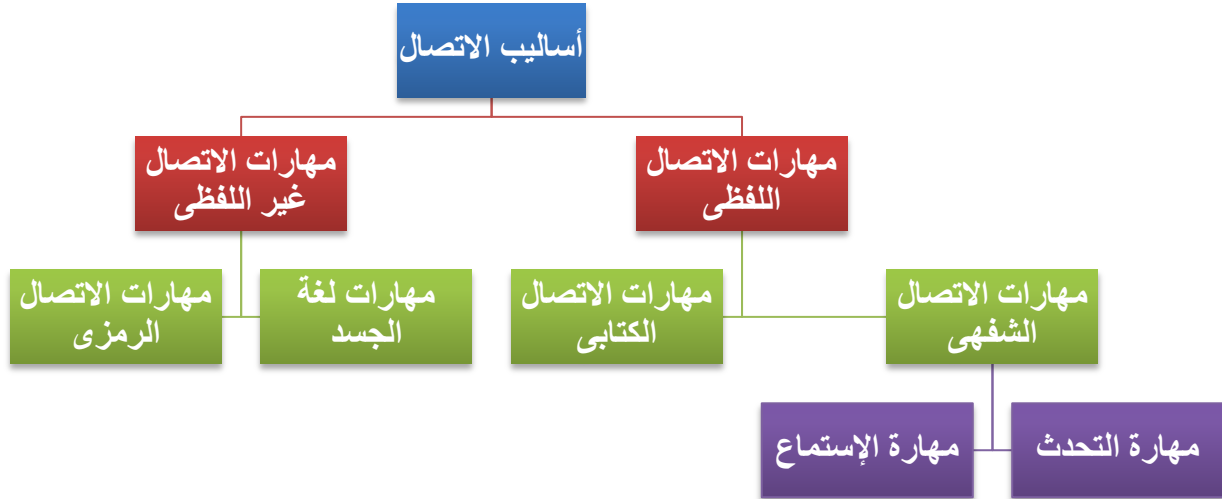 أساليب الاتصال
مهارات الاتصال
اللفظى
مهارات الاتصال
غير اللفظى
مهارات الاتصال
الشفهى
مهارات الاتصال
الكتابى
مهارات لغة
الجسد
مهارات الاتصال
الرمزى
مهارة التحدث
مهارة الإستماع